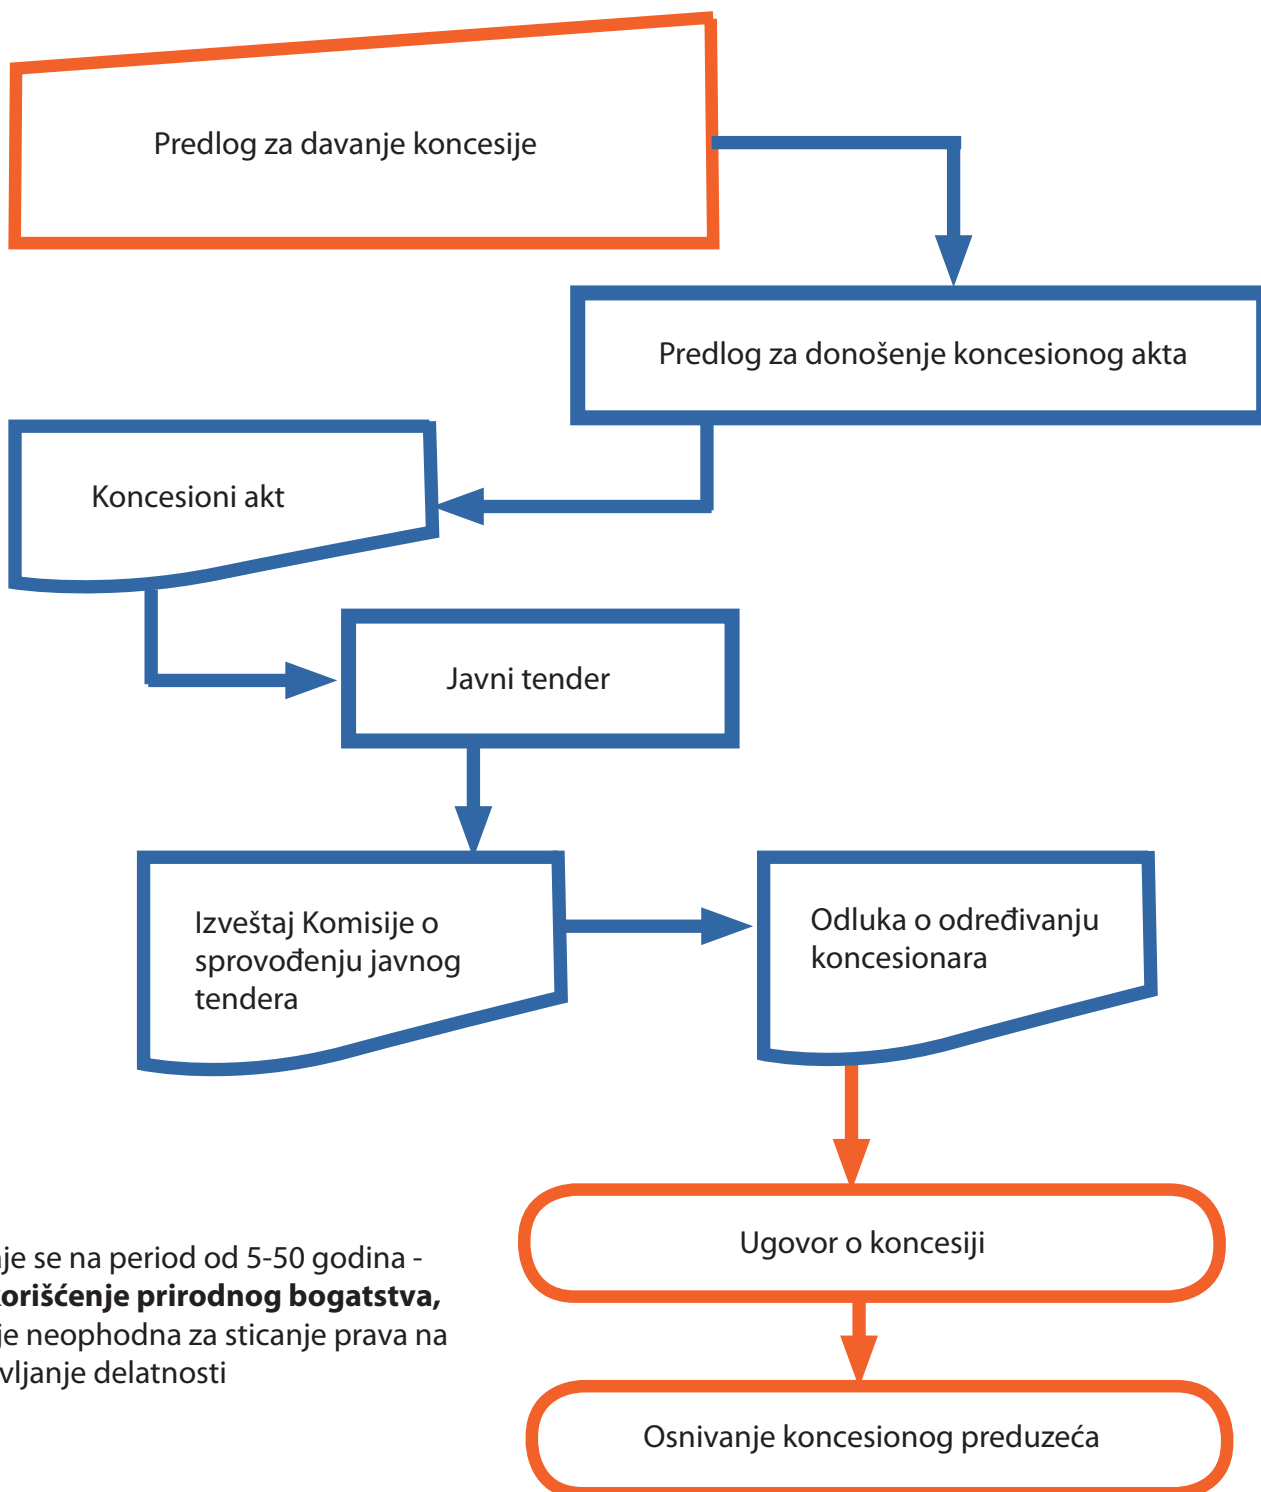 Predlog za davanje koncesije
Predlog za donošenje koncesionog akta
Koncesioni akt
Javni tender
Izveštaj Komisije o
sprovođenju javnog
tendera
Odluka o određivanju
koncesionara
Ugovor o koncesiji
je se na period od 5-50 godina -
korišćenje prirodnog bogatstva,
je neophodna za sticanje prava na
vljanje delatnosti
Osnivanje koncesionog preduzeća